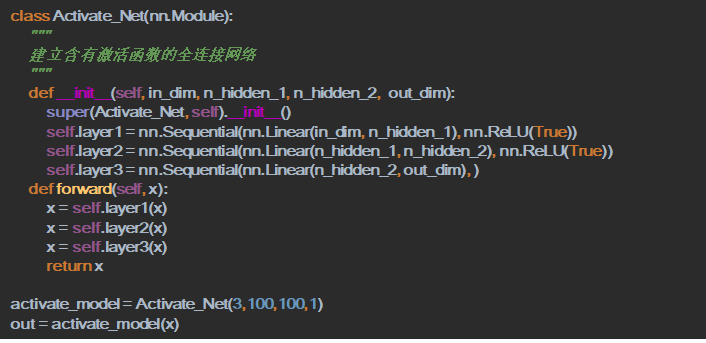 class Activate_Net(nn.Module):
"""
建立含有激活函数的全连接网络
"""
def __init__(self, in_dim, n_hidden_1, n_hidden_2, out_dim):
super(Activate_Net, self).__init__()
self.layer1 = nn.Sequential(nn.Linear(in_dim, n_hidden_1), nn.ReLU(True))
self.layer2 = nn.Sequential(nn.Linear(n_hidden_1, n_hidden_2), nn.ReLU(True))
self.layer3 = nn.Sequential(nn.Linear(n_hidden_2, out_dim), )
def forward(self, x):
x = self.layer1(x)
x = self.layer2(x)
x = self.layer3(x)
return x
activate_model = Activate_Net(3,100,100,1)
out = activate_model(x)